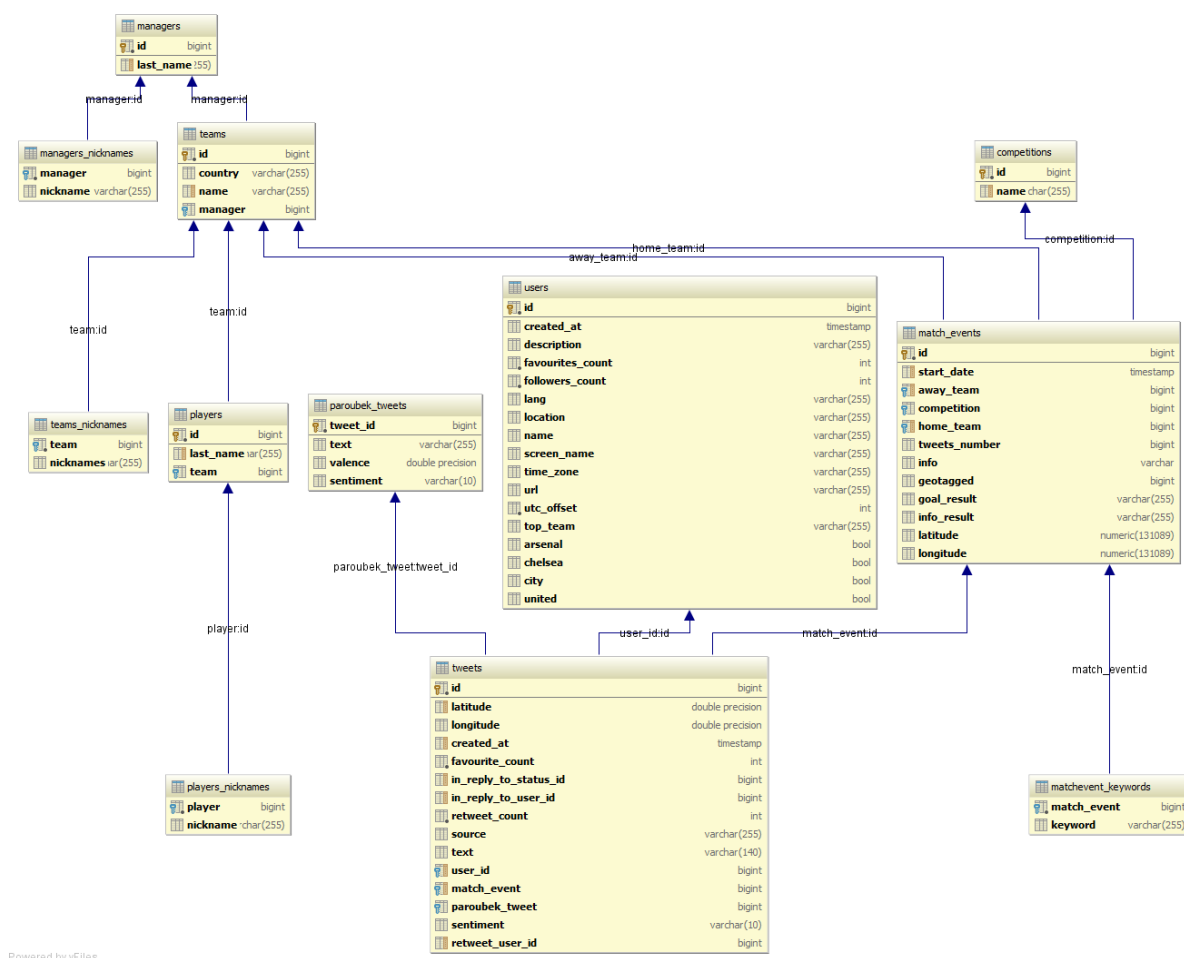 managers
id bigint
last_name 255)
manager:id
manager:id
managers_nicknames
manager bigint
nickname varchar(255)
teams
id bigint
country varchar(255)
name varchar(255)
manager bigint
competitions
id bigint
name char(255)
home_team:id
away_team:id
competition:id
team:id
team:id
users
id bigint
created_at timestamp
description varchar(255)
favourites_count int
followers_count int
lang varchar(255)
location varchar(255)
name varchar(255)
screen_name varchar(255)
time_zone varchar(255)
url varchar(255)
utc_offset int
top_team varchar(255)
arsenal bool
chelsea bool
city bool
united bool
match_events
id bigint
start_date timestamp
away_team bigint
competition bigint
home_team bigint
tweets_number bigint
info varchar
geotagged bigint
goal_result varchar(255)
info_result varchar(255)
latitude numeric(131089)
longitude numeric(131089)
teams_nicknames
team bigint
nicknames ar(255)
players
id bigint
last_name ar(255)
team bigint
paroubek_tweets
tweet_id bigint
text varchar(255)
valence double precision
sentiment varchar(10)
paroubek_tweet:tweet_id
player:id
user_id:id
match_event:id
match_event:id
tweets
id bigint
latitude double precision
longitude double precision
created_at timestamp
favourite_count int
in_reply_to_status_id bigint
in_reply_to_user_id bigint
retweet_count int
source varchar(255)
text varchar(140)
user_id bigint
match_event bigint
paroubek_tweet bigint
sentiment varchar(10)
retweet_user_id bigint
players_nicknames
player bigint
nickname char(255)
matchevent_keywords
match_event bigint
keyword varchar(255)
Powered by yFiles